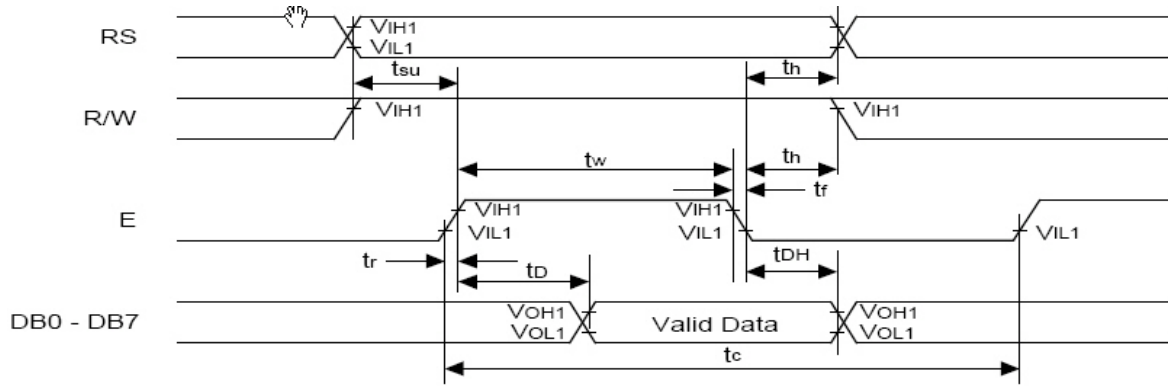 RS
VIH1
VIL1
tsu
th
R/W
VIH1
VIH1
tw
th
tf
E
VIH1
VIH1
VIL1
VIL1
VIL1
tr
tD
tDH
DB0 - DB7
VOH1
VOL1
Valid Data
VOH1
VOL1
tc